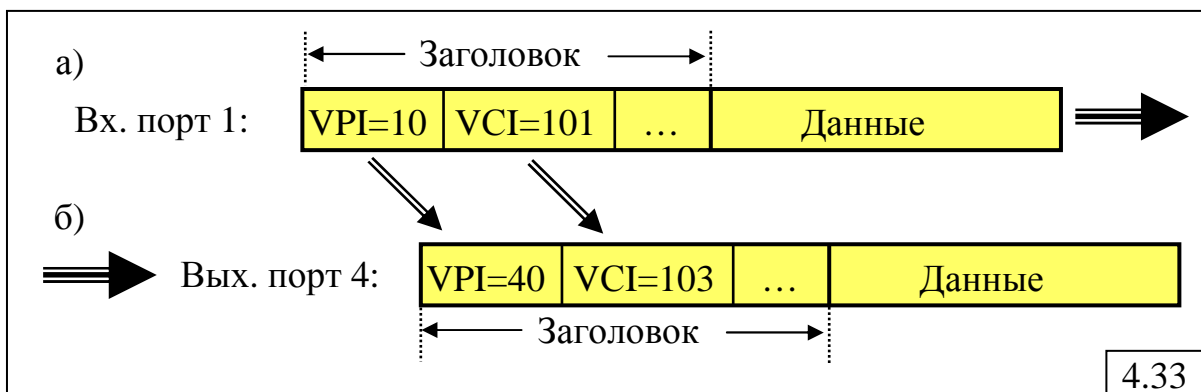 а)
Заголовок
Вх. порт 1: VPI=10 VCI=101 … Данные
б)
Вых. порт 4: VPI=40 VCI=103 … Данные
Заголовок
4.33